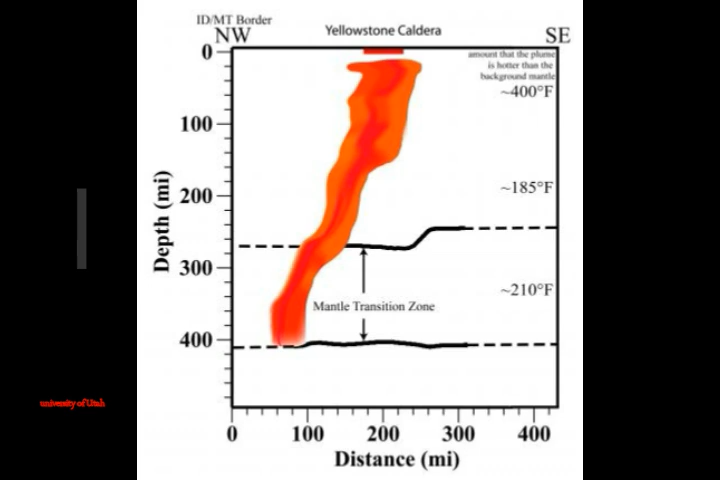 ID/MT Border
NW
Yellowstone Caldera
SE
amount that the plume
is hotter than the
background mantle
~400°F
~185°F
~210°F
0
100
200
300
400
Depth (mi)
Mantle Transition Zone
university of Utah
0
100
200
300
400
Distance (mi)